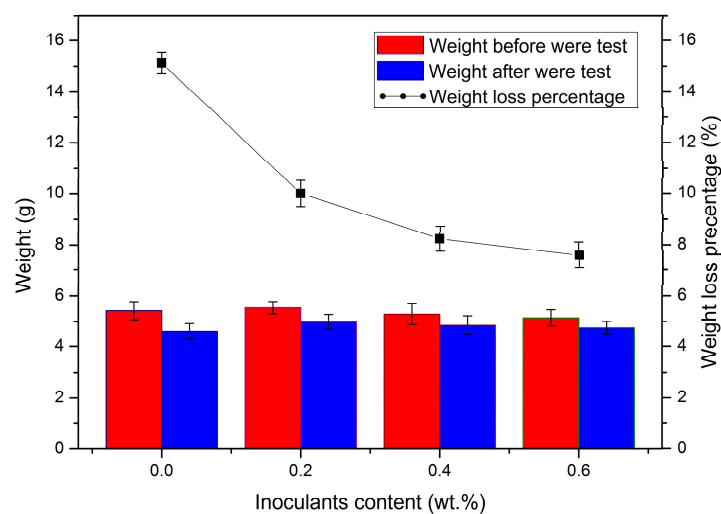 16
14
12
10
8
6
4
2
0
Weight (g)
Weight before were test
Weight after were test
Weight loss percentage
16
14
12
10
8
6
4
2
0
Weight loss precentage (%)
0.0 0.2 0.4 0.6
Inoculants content (wt.%)